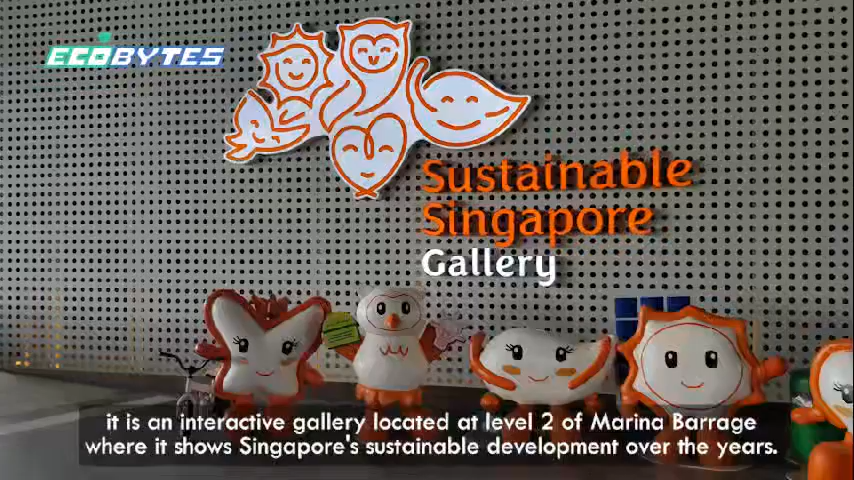 ECOBYTES
Sustainable
Singapore
Gallery
it is an interactive gallery located at level 2 of Marina Barrage
where it shows Singapore's sustainable development over the years.